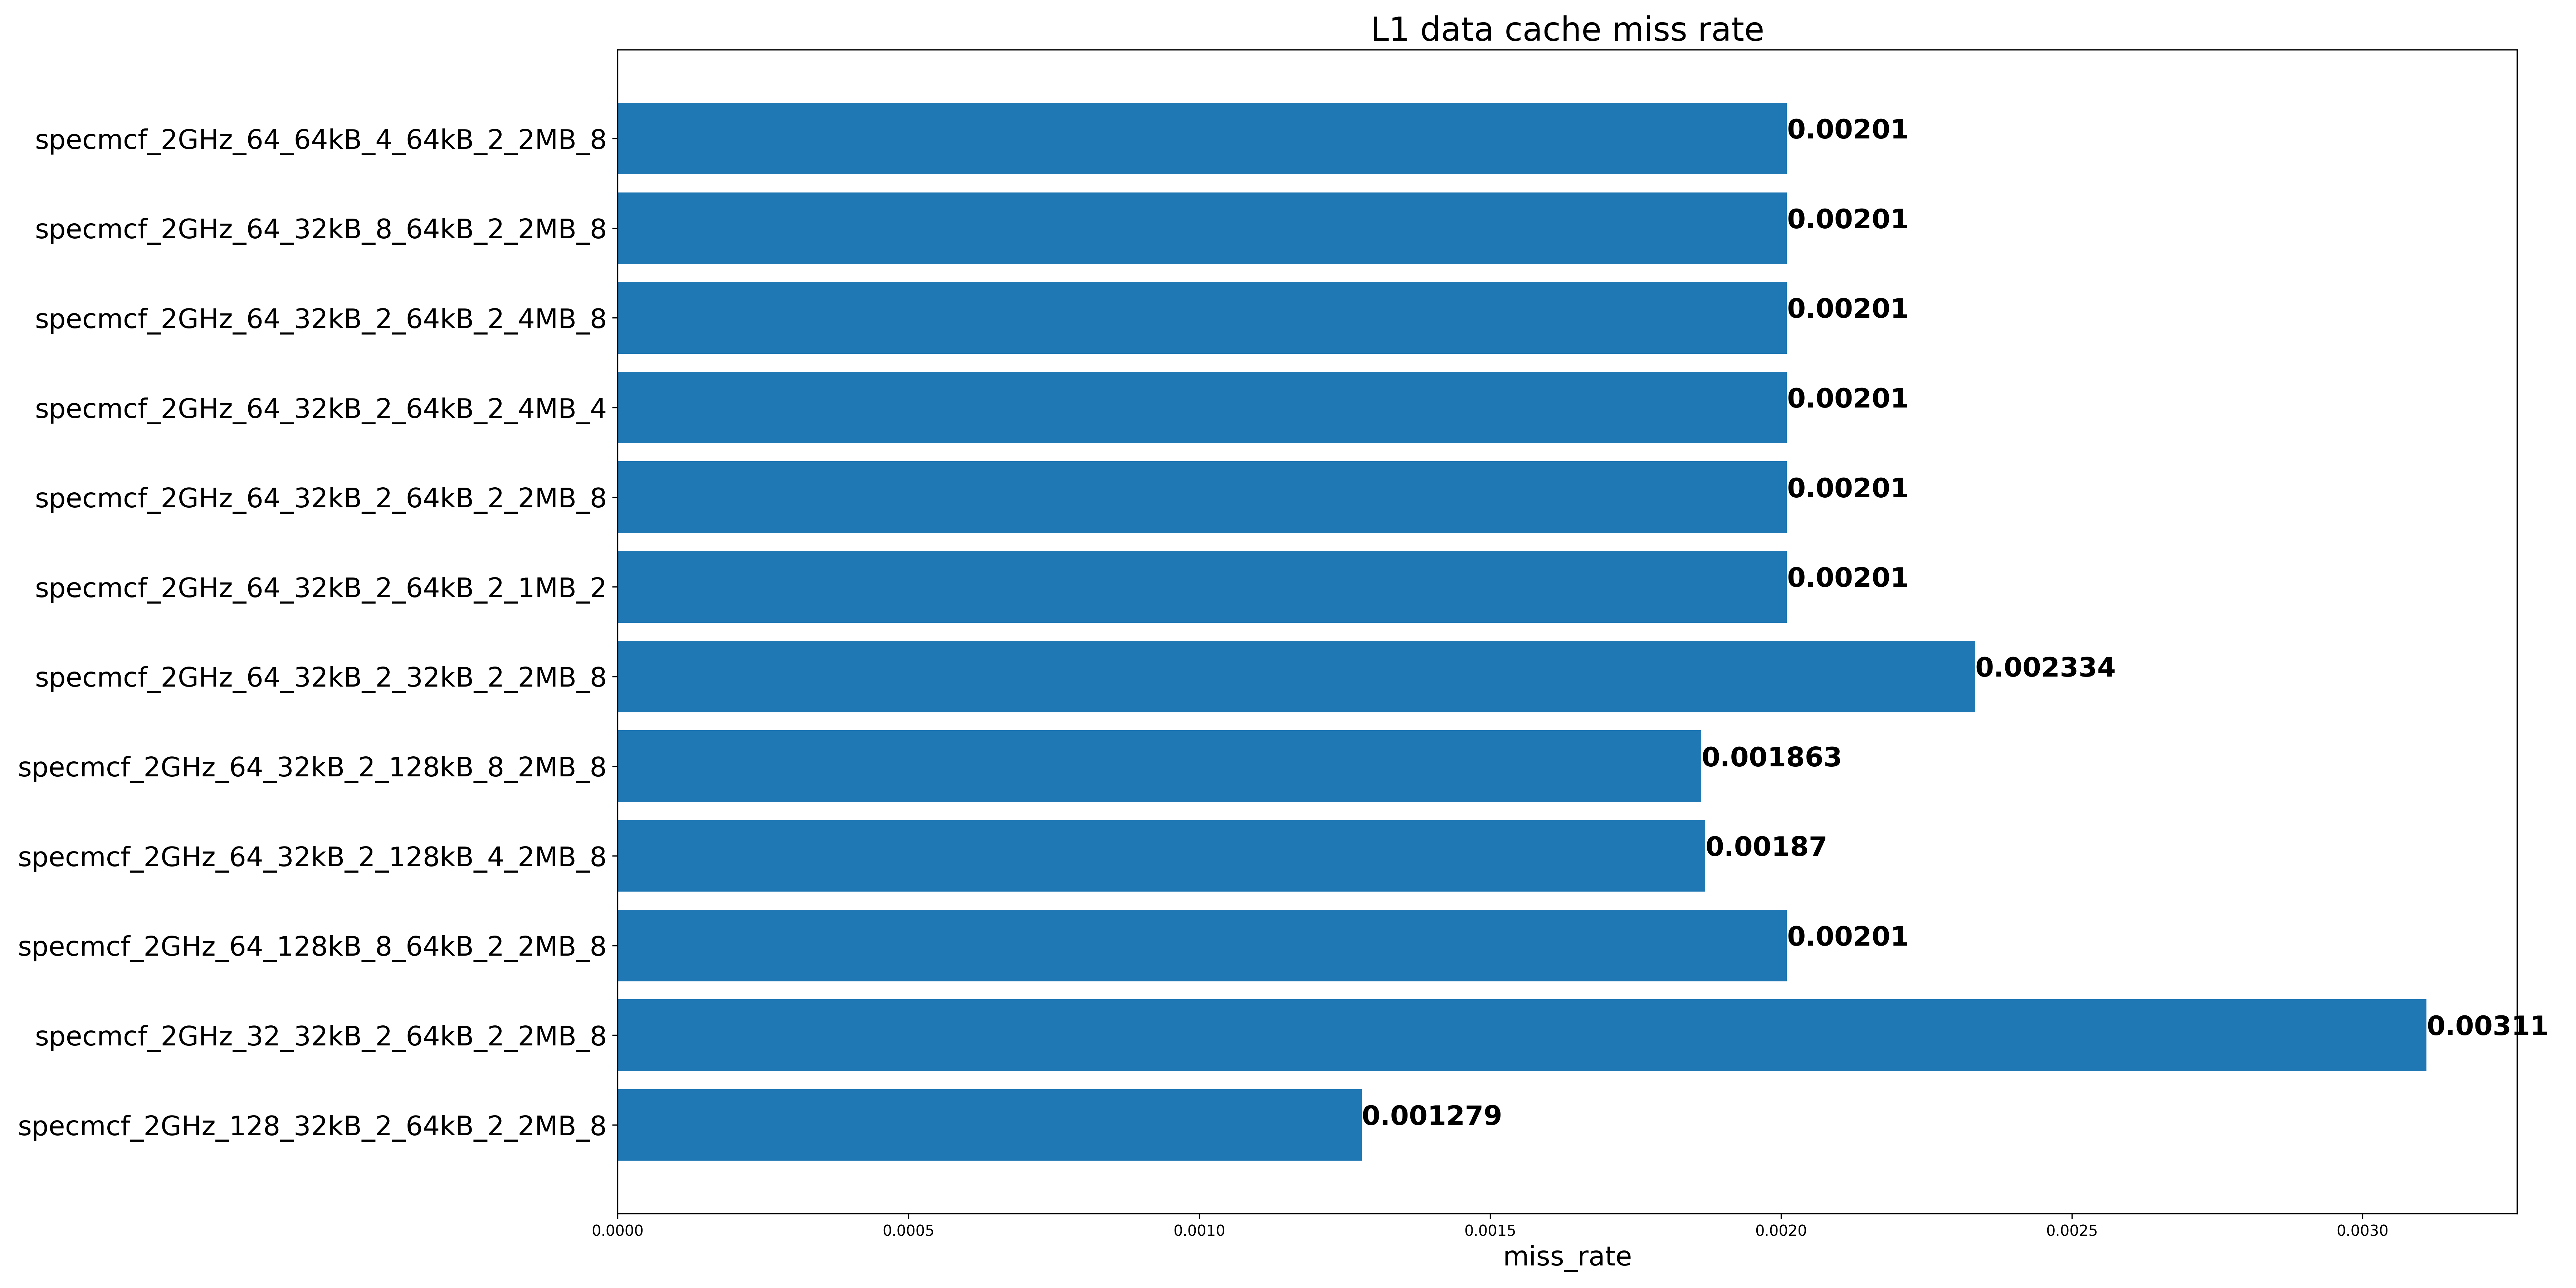 L1 data cache miss rate
specmcf_2GHz_64_64kB_4_64kB_2_2MB_8 0.00201
specmcf_2GHz_64_32kB_8_64kB_2_2MB_8 0.00201
specmcf_2GHz_64_32kB_2_64kB_2_4MB_8 0.00201
specmcf_2GHz_64_32kB_2_64kB_2_4MB_4 0.00201
specmcf_2GHz_64_32kB_2_64kB_2_2MB_8 0.00201
specmcf_2GHz_64_32kB_2_64kB_2_1MB_2 0.00201
specmcf_2GHz_64_32kB_2_32kB_2_2MB_8 0.002334
specmcf_2GHz_64_32kB_2_128kB_8_2MB_8 0.001863
specmcf_2GHz_64_32kB_2_128kB_4_2MB_8 0.00187
specmcf_2GHz_64_128kB_8_64kB_2_2MB_8 0.00201
specmcf_2GHz_32_32kB_2_64kB_2_2MB_8 0.00311
specmcf_2GHz_128_32kB_2_64kB_2_2MB_8 0.001279
0.0000 0.0005 0.0010 0.0015 0.0020 0.0025 0.0030
miss_rate